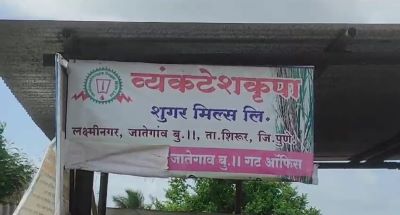 व्यंकटेशकृपा
शुगर मिल्स लि.
लक्ष्मीनगर, जातेगाव बु.।।, ता.शिरूर, जि.पुणे
जातेगाव बु.।। गट ऑफिस